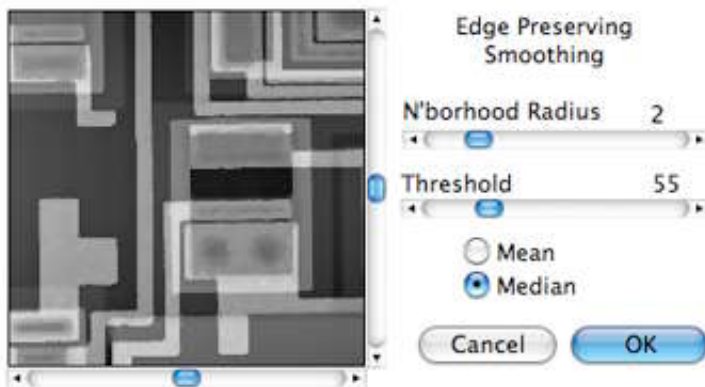 Edge Preserving
Smoothing
N'borhood Radius 2
Threshold 55
Mean
Median
Cancel OK